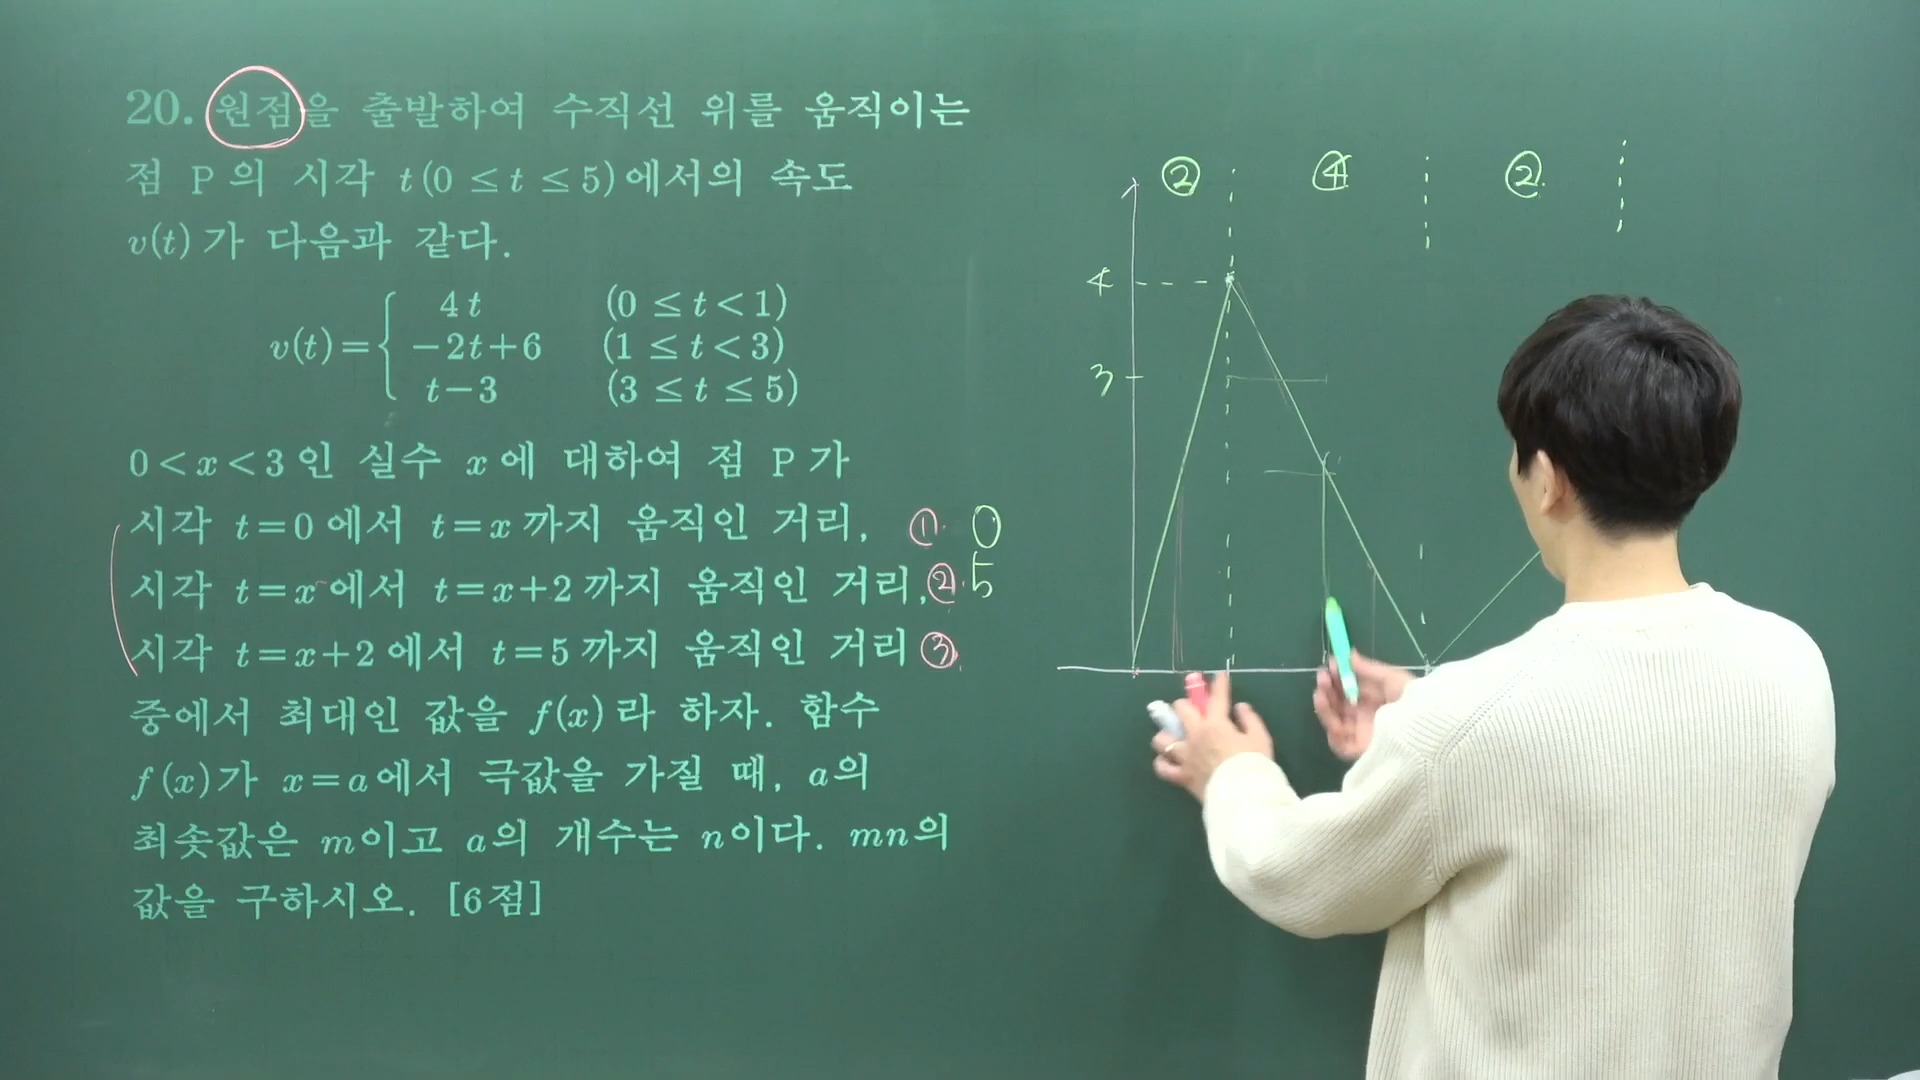 20. 원점을 출발하여 수직선 위를 움직이는
점 P의 시각 t(0 ≤ t ≤ 5)에서의 속도
v(t)가 다음과 같다.
4t (0 ≤ t < 1)
v(t) = { -2t+6 (1 ≤ t < 3)
t-3 (3 ≤ t ≤ 5)
0 < x < 3인 실수 x에 대하여 점 P가
시각 t=0에서 t=x까지 움직인 거리, ① 0
시각 t=x에서 t=x+2까지 움직인 거리, ② 5
시각 t=x+2에서 t=5까지 움직인 거리 ③
중에서 최대인 값을 f(x)라 하자. 함수
f(x)가 x=a에서 극값을 가질 때, a의
최솟값은 m이고 a의 개수는 n이다. mn의
값을 구하시오. [6점]
② ④ ②
4
3